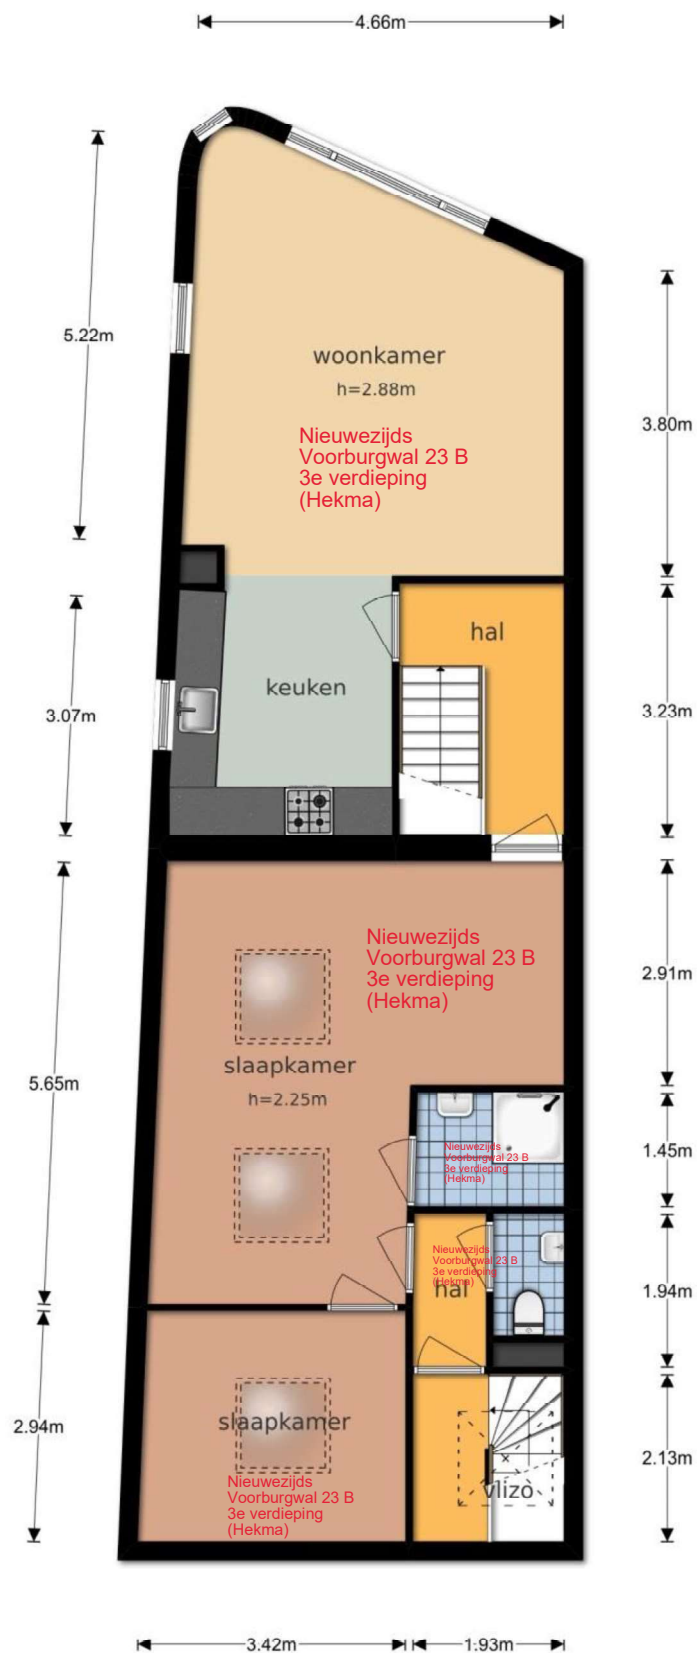 4.66m
5.22m
woonkamer
h=2.88m
3.80m
Nieuwezijds
Voorburgwal 23 B
3e verdieping
(Hekma)
hal
keuken
3.07m
3.23m
Nieuwezijds
Voorburgwal 23 B
3e verdieping
(Hekma)
2.91m
slaapkamer
5.65m
h=2.25m
Nieuwezijds
Voorburgwal 23 B
3e verdieping
(Hekma)
1.45m
Nieuwezijds
Voorburgwal 23 B
3e verdieping
(Hekma)
hal
1.94m
slaapkamer
2.94m
2.13m
Nieuwezijds
Voorburgwal 23 B
3e verdieping
(Hekma)
vlizo
3.42m
1.93m